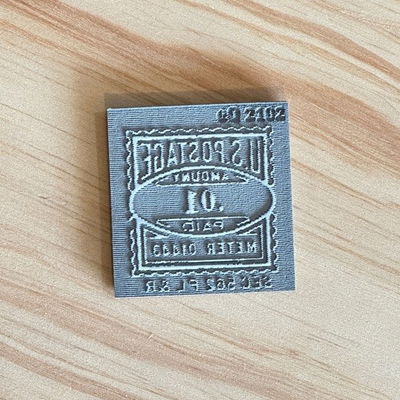 U.S. POSTAGE
AMOUNT
.01
PAID
METER 01443
SEC 562 P L & R